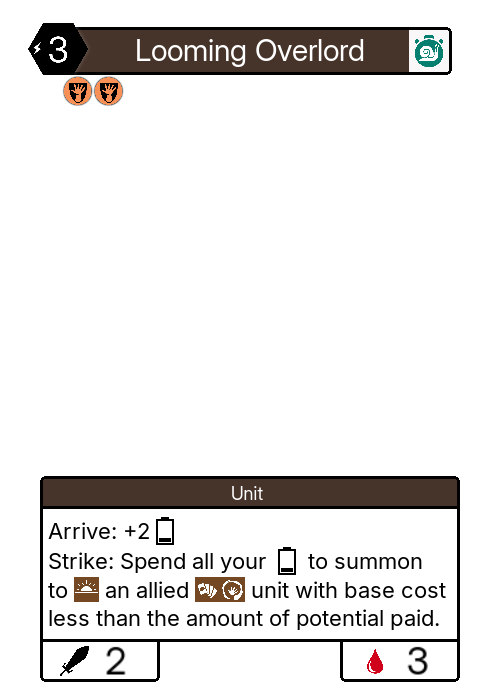 3 Looming Overlord
Unit
Arrive: +2
Strike: Spend all your to summon
to an allied unit with base cost
less than the amount of potential paid.
2 3